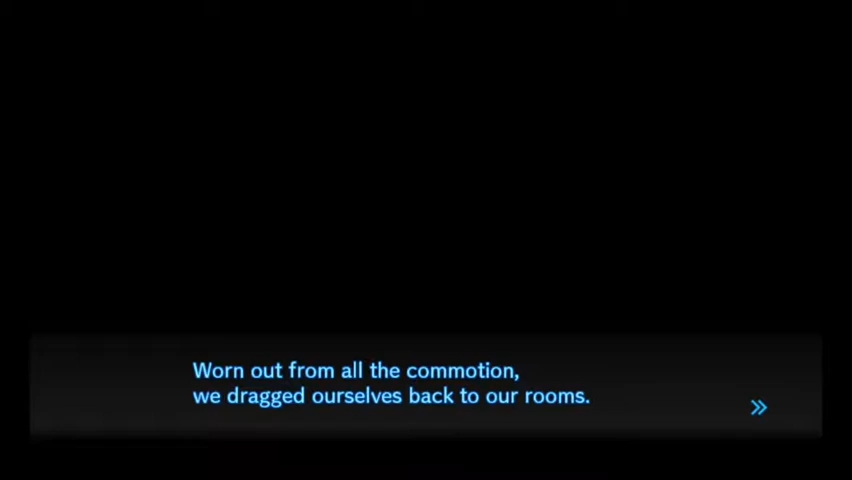 Worn out from all the commotion,
we dragged ourselves back to our rooms.